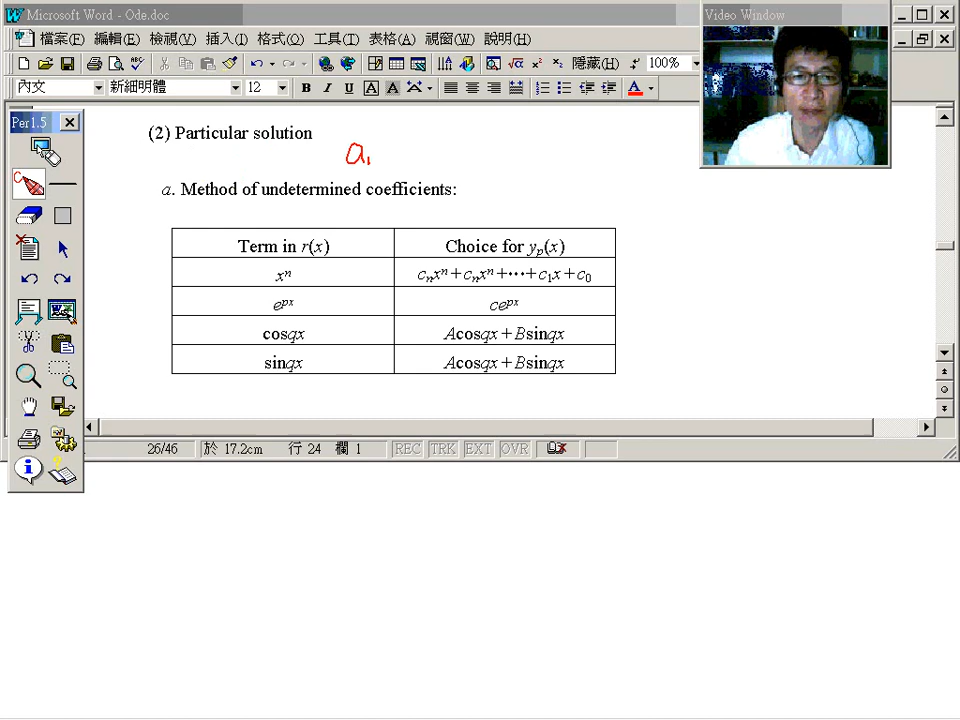 Microsoft Word - Ode.doc
Video Window
檔案(F) 編輯(E) 檢視(V) 插入(I) 格式(O) 工具(T) 表格(A) 視窗(W) 說明(H)
隱藏(H) 100%
內文 新細明體 12 B I U A A A
Per1.5
(2) Particular solution
a,
a. Method of undetermined coefficients:
Term in r(x) Choice for yp(x)
xⁿ cₙxⁿ+cₙxⁿ+⋯+c₁x+c₀
eᵖˣ ceᵖˣ
cosqx Acosqx+Bsinqx
sinqx Acosqx+Bsinqx
26/46 於 17.2cm 行 24 欄 1 REC TRK EXT OVR